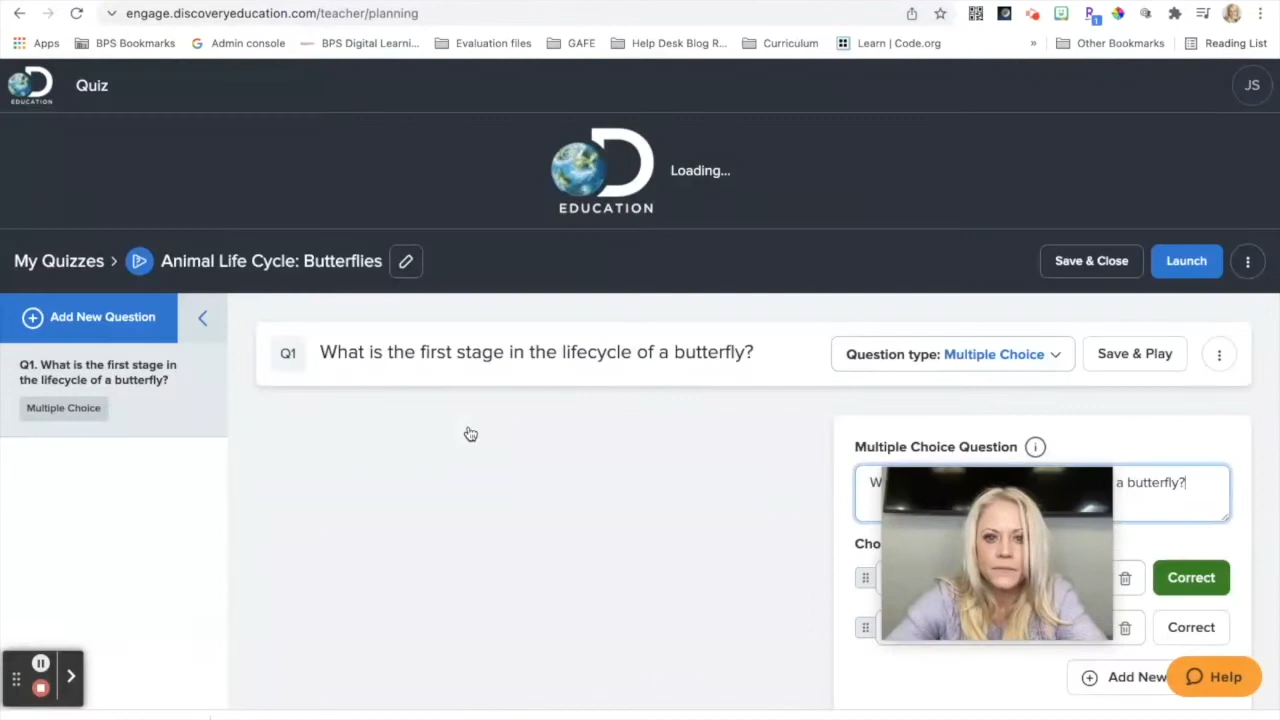 engage.discoveryeducation.com/teacher/planning
Apps BPS Bookmarks Admin console BPS Digital Learni... Evaluation files GAFE Help Desk Blog R... Curriculum Learn | Code.org » Other Bookmarks Reading List
EDUCATION Quiz JS
EDUCATION Loading...
My Quizzes > Animal Life Cycle: Butterflies Save & Close Launch
Add New Question
Q1 What is the first stage in the lifecycle of a butterfly? Question type: Multiple Choice Save & Play
Q1. What is the first stage in
the lifecycle of a butterfly?
Multiple Choice
Multiple Choice Question
W a butterfly?
Cho
Correct
Correct
Add New
Help